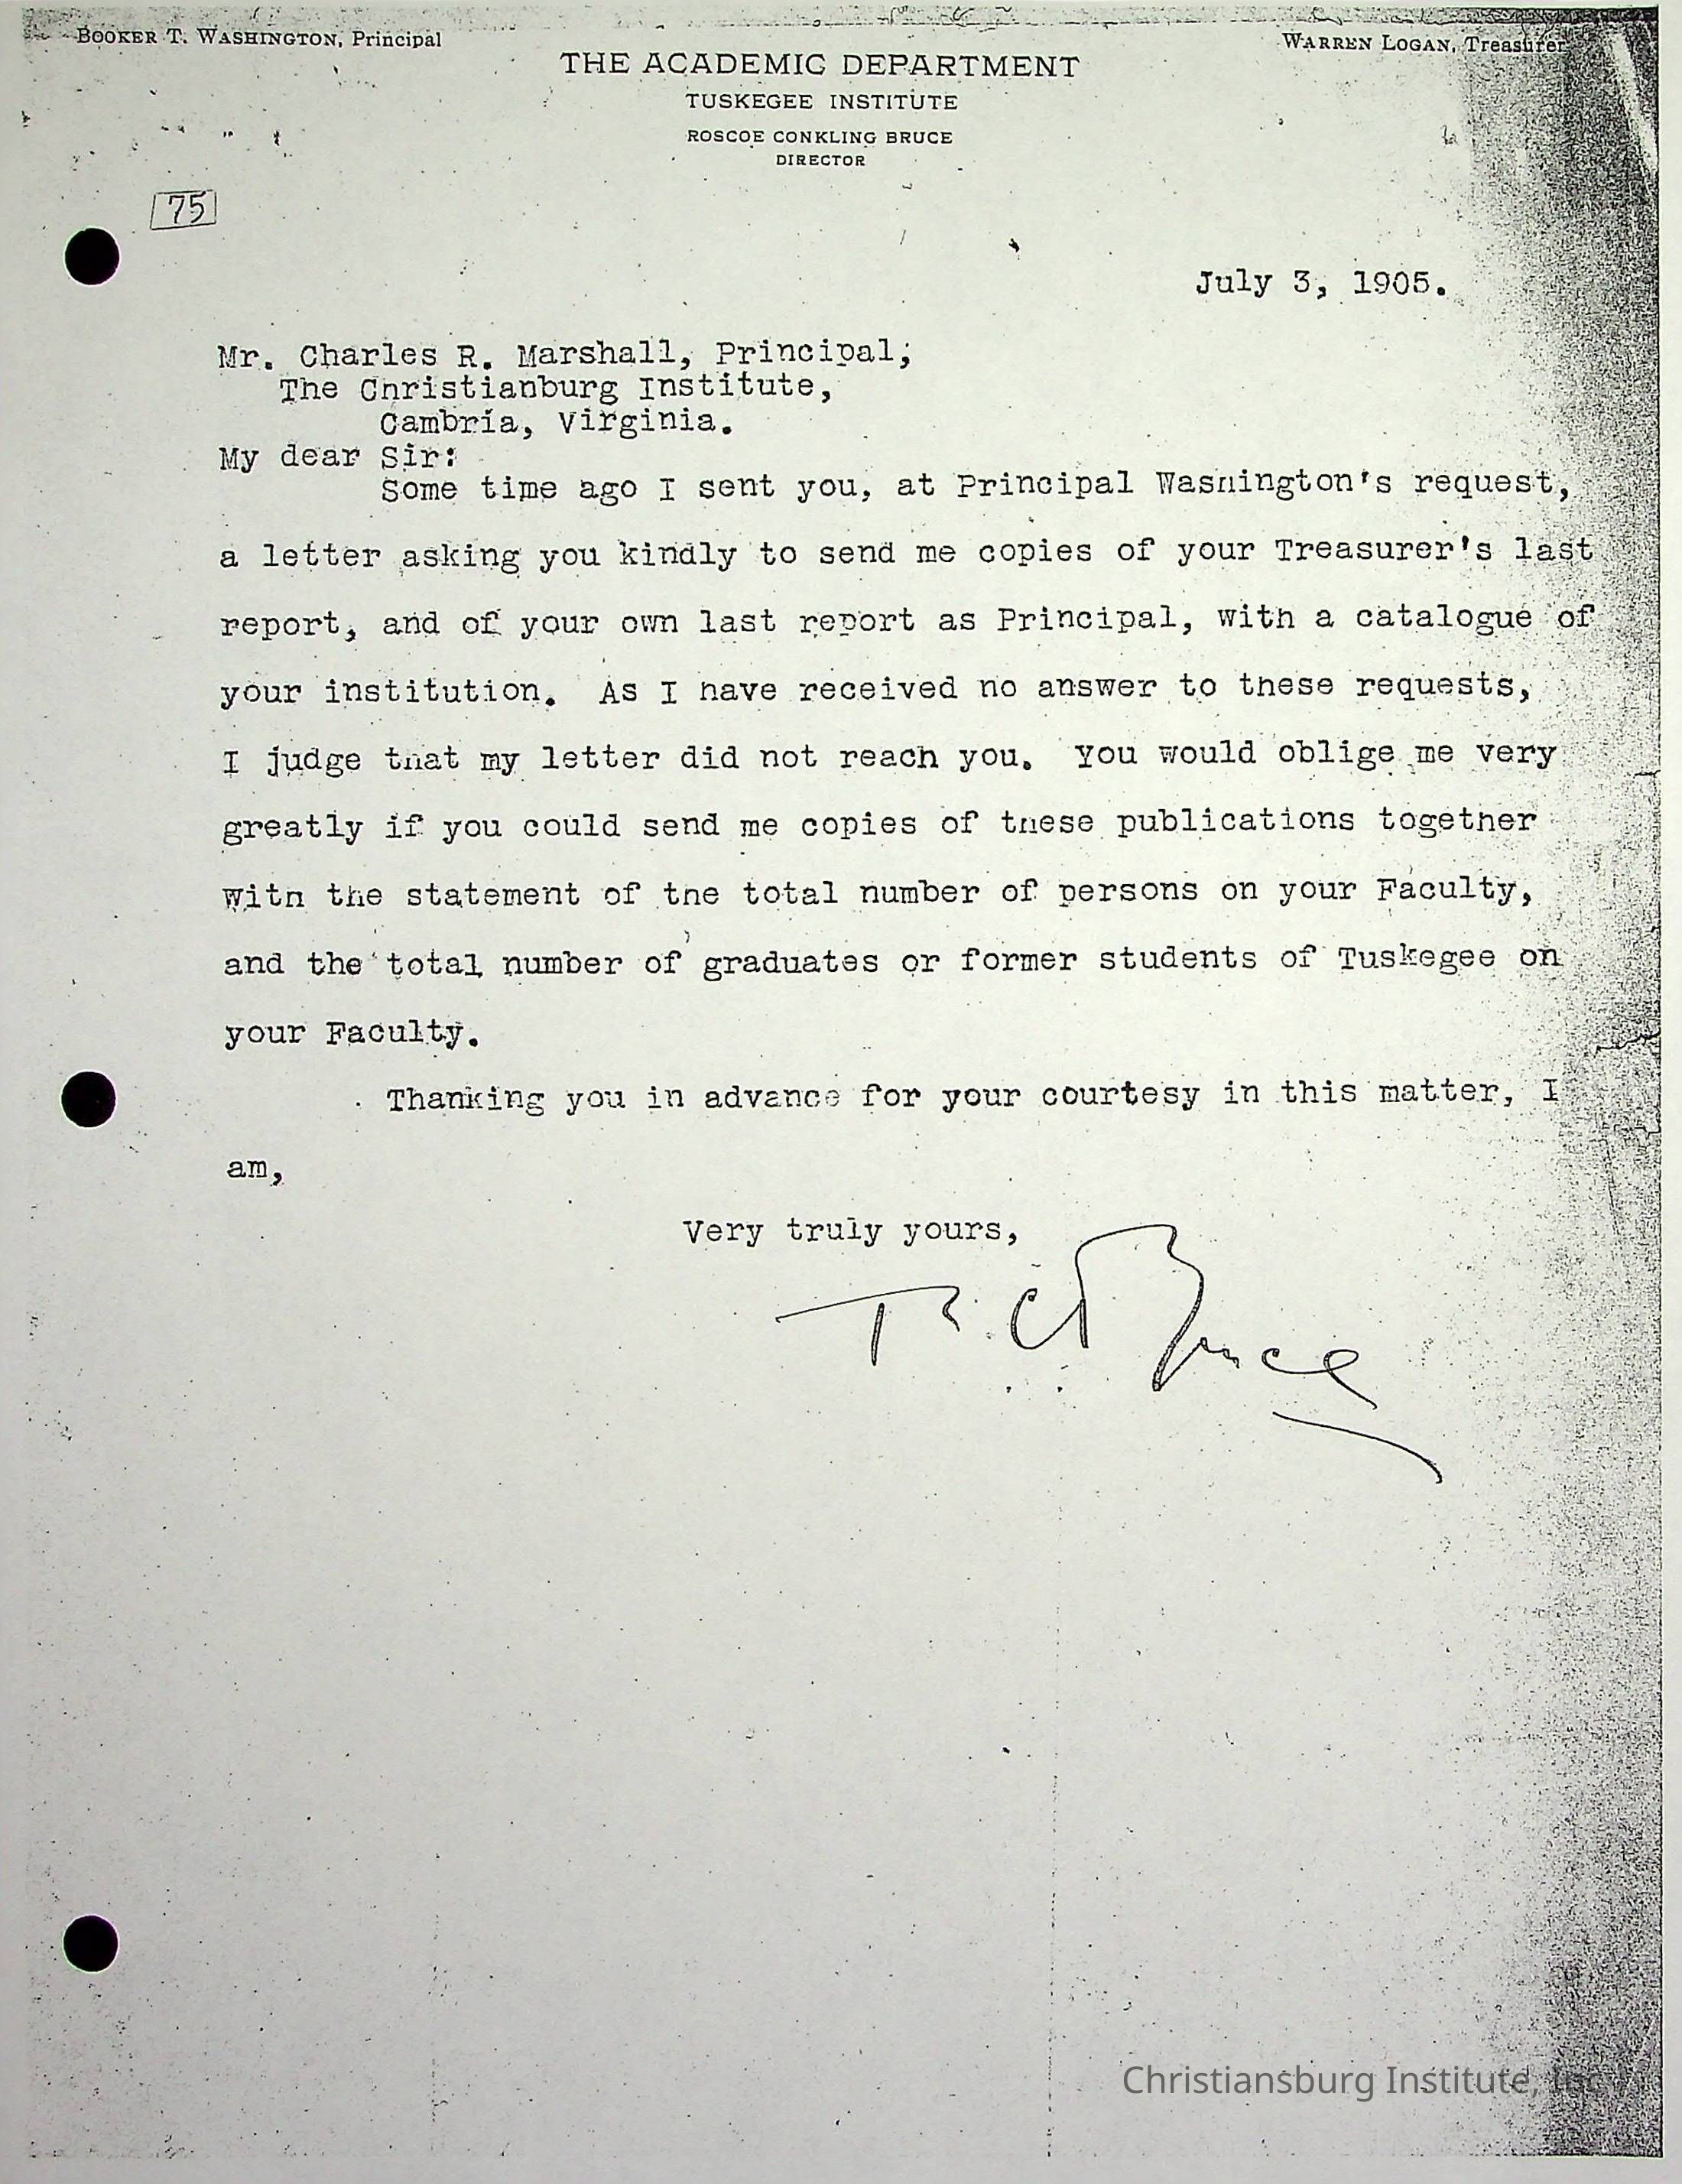 BOOKER T. WASHINGTON, Principal
WARREN LOGAN, Treasurer
THE ACADEMIC DEPARTMENT
TUSKEGEE INSTITUTE
ROSCOE CONKLING BRUCE
DIRECTOR
75
July 3, 1905.
Mr. Charles R. Marshall, Principal,
The Christianburg Institute,
Cambria, Virginia.
My dear Sir:
Some time ago I sent you, at Principal Washington's request,
a letter asking you kindly to send me copies of your Treasurer's last
report, and of your own last report as Principal, with a catalogue of
your institution. As I have received no answer to these requests,
I judge that my letter did not reach you. You would oblige me very
greatly if you could send me copies of these publications together
with the statement of the total number of persons on your Faculty,
and the total number of graduates or former students of Tuskegee on
your Faculty.
Thanking you in advance for your courtesy in this matter, I
am,
Very truly yours,
R. C. Bruce
Christiansburg Institute, Inc